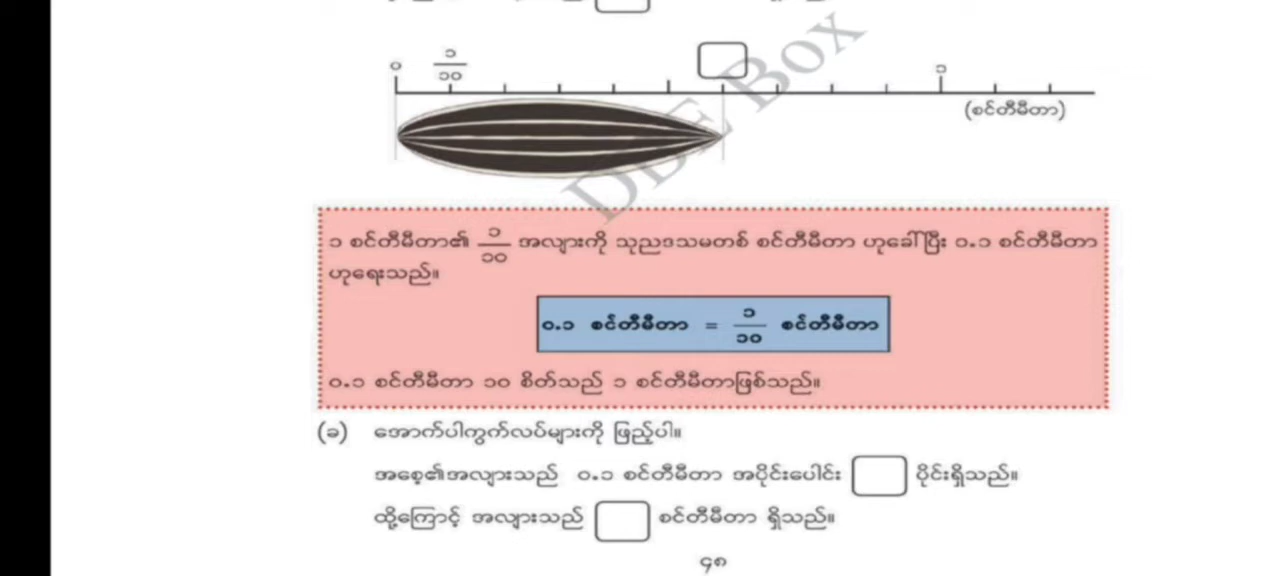 ၀ ၁/၁၀ ၁
(စင်တီမီတာ)
DBE Box
၁ စင်တီမီတာ၏ ၁/၁၀ အလျားကို သုညဒသမတစ် စင်တီမီတာ ဟုခေါ်ပြီး ၀.၁ စင်တီမီတာ
ဟုရေးသည်။
၀.၁ စင်တီမီတာ = ၁/၁၀ စင်တီမီတာ
၀.၁ စင်တီမီတာ ၁၀ စိတ်သည် ၁ စင်တီမီတာဖြစ်သည်။
(ခ) အောက်ပါကွက်လပ်များကို ဖြည့်ပါ။
အစေ့၏အလျားသည် ၀.၁ စင်တီမီတာ အပိုင်းပေါင်း ပိုင်းရှိသည်။
ထို့ကြောင့် အလျားသည် စင်တီမီတာ ရှိသည်။
၄၈